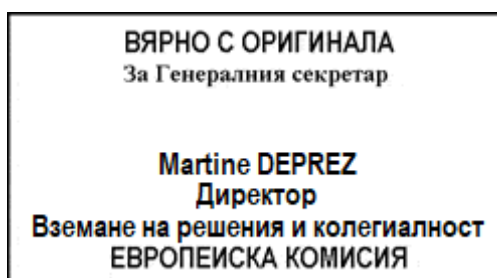 ВЯРНО С ОРИГИНАЛА
За Генералния секретар
Martine DEPREZ
Директор
Вземане на решения и колегиалност
ЕВРОПЕИСКА КОМИСИЯ